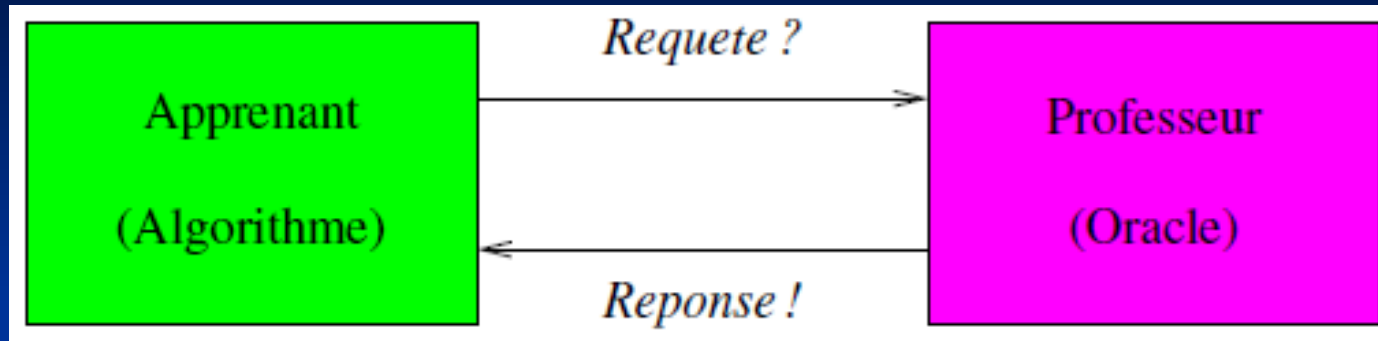 Requete ?
Apprenant
(Algorithme)
Professeur
(Oracle)
Reponse !